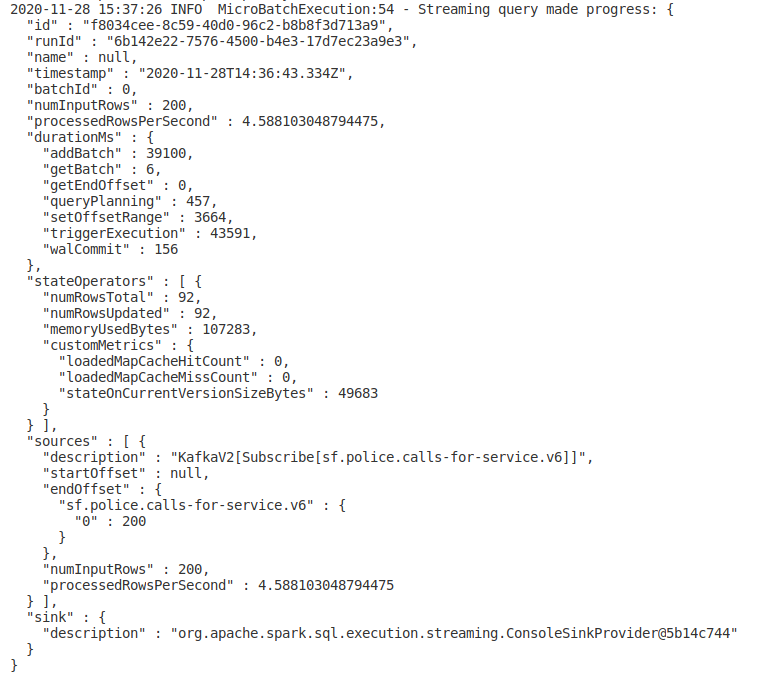 2020-11-28 15:37:26 INFO  MicroBatchExecution:54 - Streaming query made progress: {
  "id" : "f8034cee-8c59-40d0-96c2-b8b8f3d713a9",
  "runId" : "6b142e22-7576-4500-b4e3-17d7ec23a9e3",
  "name" : null,
  "timestamp" : "2020-11-28T14:36:43.334Z",
  "batchId" : 0,
  "numInputRows" : 200,
  "processedRowsPerSecond" : 4.588103048794475,
  "durationMs" : {
    "addBatch" : 39100,
    "getBatch" : 6,
    "getEndOffset" : 0,
    "queryPlanning" : 457,
    "setOffsetRange" : 3664,
    "triggerExecution" : 43591,
    "walCommit" : 156
  },
  "stateOperators" : [ {
    "numRowsTotal" : 92,
    "numRowsUpdated" : 92,
    "memoryUsedBytes" : 107283,
    "customMetrics" : {
      "loadedMapCacheHitCount" : 0,
      "loadedMapCacheMissCount" : 0,
      "stateOnCurrentVersionSizeBytes" : 49683
    }
  } ],
  "sources" : [ {
    "description" : "KafkaV2[Subscribe[sf.police.calls-for-service.v6]]",
    "startOffset" : null,
    "endOffset" : {
      "sf.police.calls-for-service.v6" : {
        "0" : 200
      }
    },
    "numInputRows" : 200,
    "processedRowsPerSecond" : 4.588103048794475
  } ],
  "sink" : {
    "description" : "org.apache.spark.sql.execution.streaming.ConsoleSinkProvider@5b14c744"
  }
}